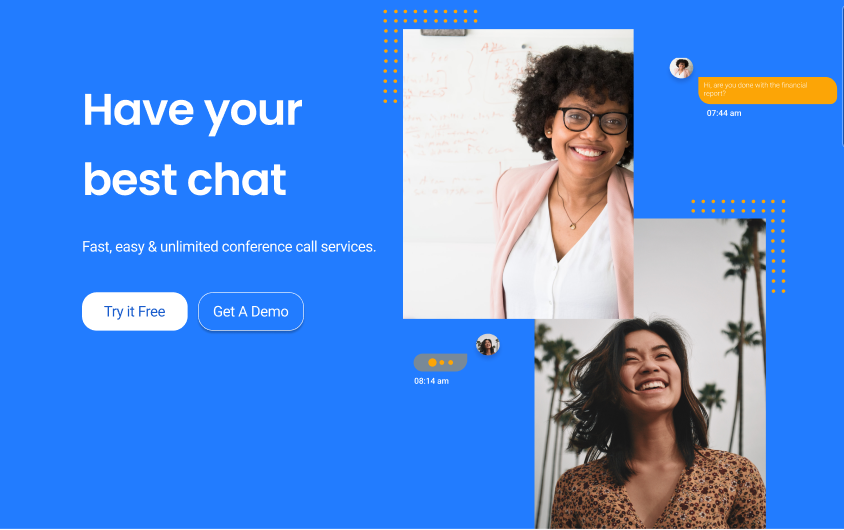 Have your
best chat
Fast, easy & unlimited conference call services.
Try it Free
Get A Demo
Hi, are you done with the financial
report?
07:44 am
08:14 am